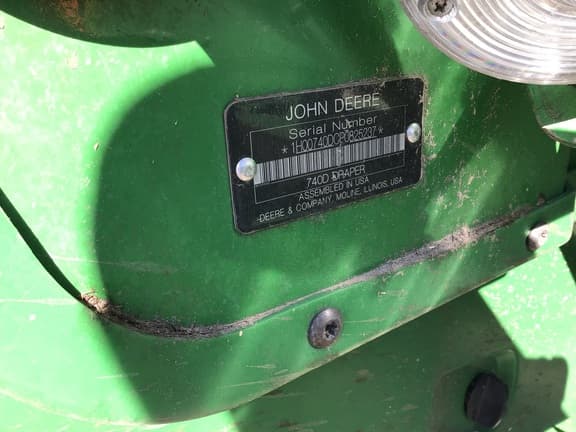 JOHN DEERE
Serial Number
*1H00740DCP0825237*
740D DRAPER
ASSEMBLED IN USA
DEERE & COMPANY, MOLINE, ILLINOIS, USA